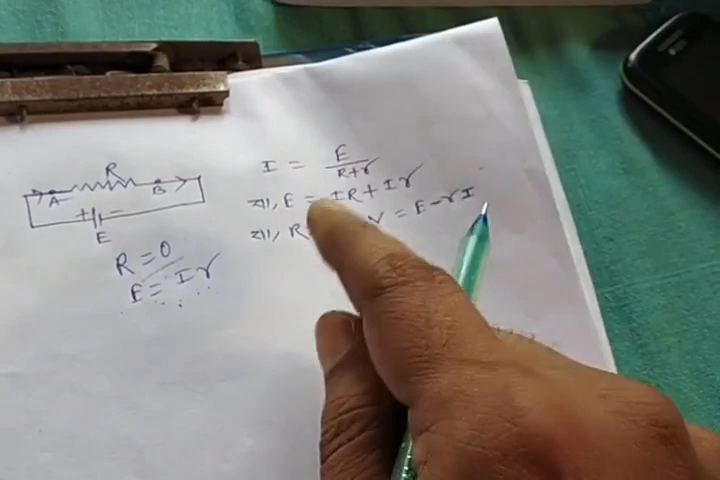 R
A
B
+ -
E
R = 0
E = Ir
I = E/R+r
या, E = IR + Ir
या, R
V = E - rI